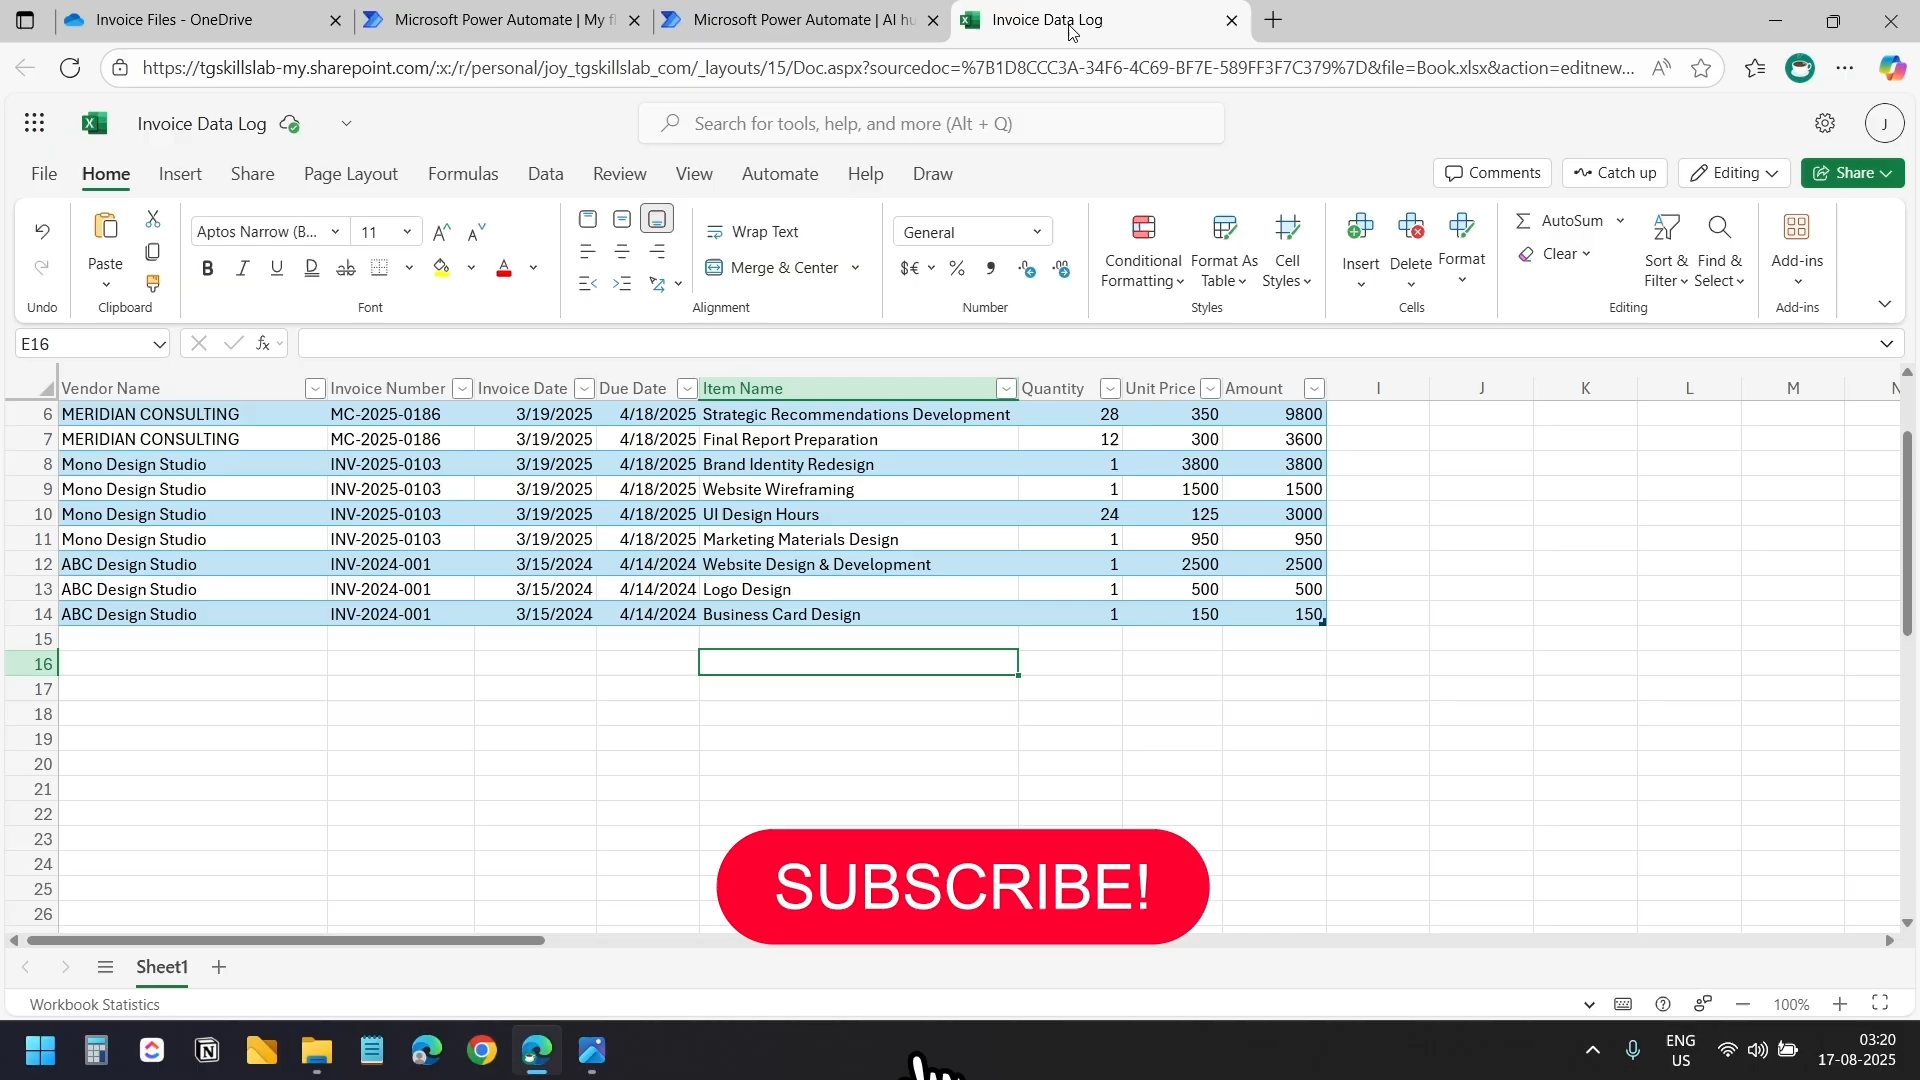 Invoice Files - OneDrive
Microsoft Power Automate | My fl
Microsoft Power Automate | AI hu
Invoice Data Log
https://tgskillslab-my.sharepoint.com/:x:/r/personal/joy_tgskillslab_com/_layouts/15/Doc.aspx?sourcedoc=%7B1D8CCC3A-34F6-4C69-BF7E-589FF3F7C379%7D&file=Book.xlsx&action=editnew...
Invoice Data Log
Search for tools, help, and more (Alt + Q)
J
File Home Insert Share Page Layout Formulas Data Review View Automate Help Draw
Comments Catch up Editing Share
Aptos Narrow (B... 11
Wrap Text
General
AutoSum
Paste
Merge & Center
Conditional Formatting
Format As Table
Cell Styles
Insert Delete Format
Clear
Sort & Filter
Find & Select
Add-ins
Undo Clipboard Font Alignment Number Styles Cells Editing Add-ins
E16
fx
Vendor Name Invoice Number Invoice Date Due Date Item Name Quantity Unit Price Amount I J K L M N
6 MERIDIAN CONSULTING MC-2025-0186 3/19/2025 4/18/2025 Strategic Recommendations Development 28 350 9800
7 MERIDIAN CONSULTING MC-2025-0186 3/19/2025 4/18/2025 Final Report Preparation 12 300 3600
8 Mono Design Studio INV-2025-0103 3/19/2025 4/18/2025 Brand Identity Redesign 1 3800 3800
9 Mono Design Studio INV-2025-0103 3/19/2025 4/18/2025 Website Wireframing 1 1500 1500
10 Mono Design Studio INV-2025-0103 3/19/2025 4/18/2025 UI Design Hours 24 125 3000
11 Mono Design Studio INV-2025-0103 3/19/2025 4/18/2025 Marketing Materials Design 1 950 950
12 ABC Design Studio INV-2024-001 3/15/2024 4/14/2024 Website Design & Development 1 2500 2500
13 ABC Design Studio INV-2024-001 3/15/2024 4/14/2024 Logo Design 1 500 500
14 ABC Design Studio INV-2024-001 3/15/2024 4/14/2024 Business Card Design 1 150 150
15
16
17
18
19
20
21
22
23
24
25
26
SUBSCRIBE!
Sheet1
Workbook Statistics
100%
ENG
US
03:20
17-08-2025